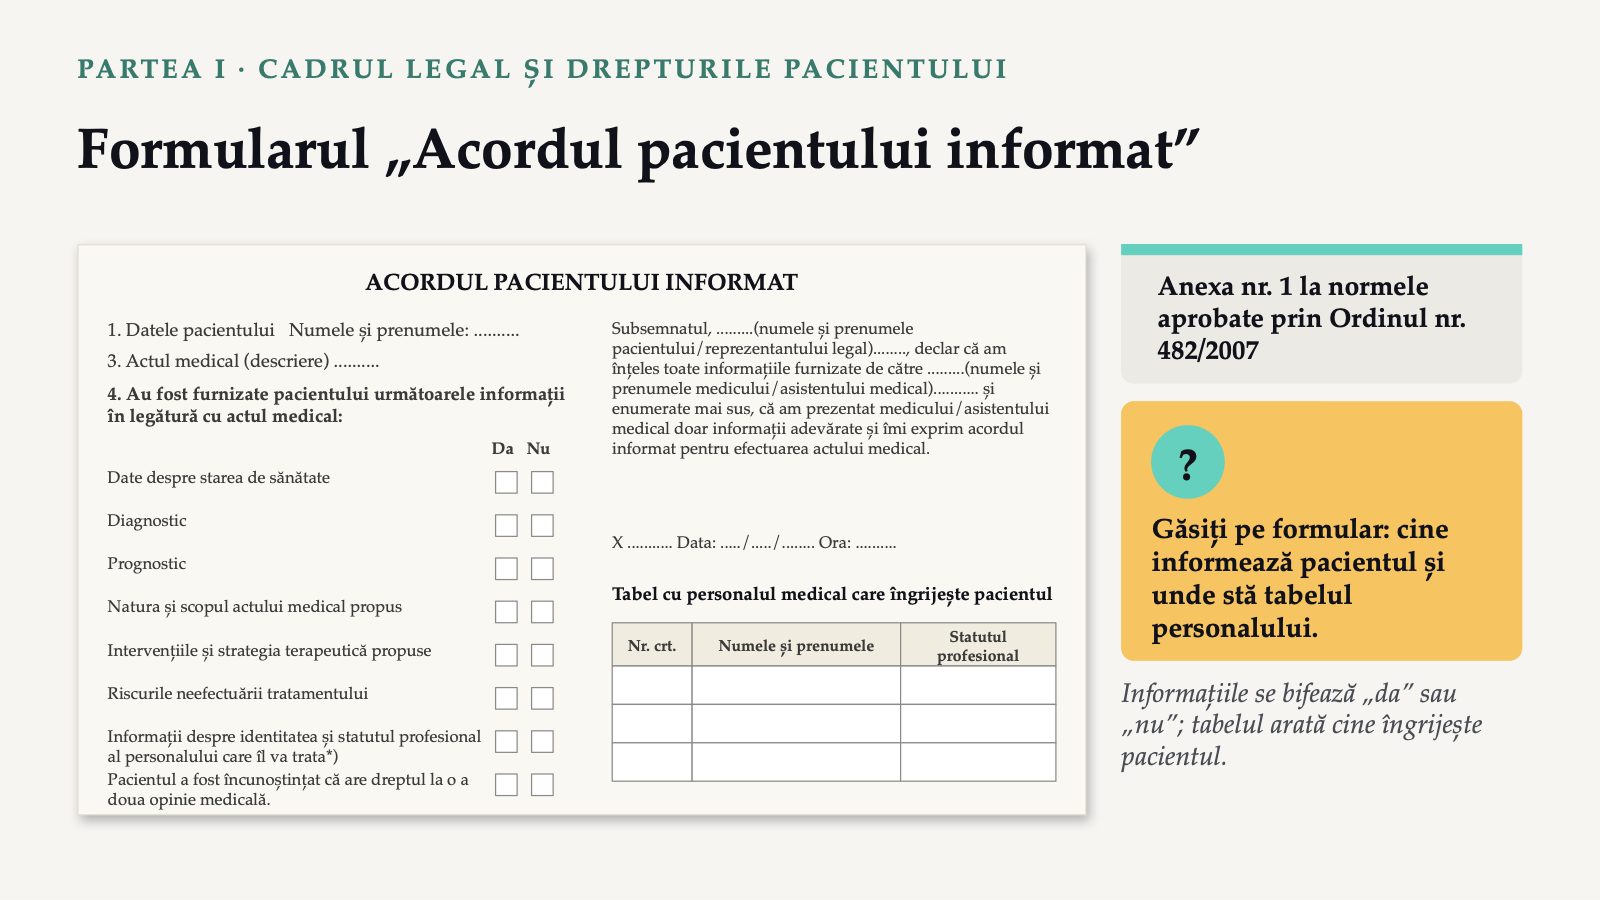 PARTEA I · CADRUL LEGAL ȘI DREPTURILE PACIENTULUI
Formularul „Acordul pacientului informat”
ACORDUL PACIENTULUI INFORMAT
1. Datele pacientului Numele și prenumele: ..........
3. Actul medical (descriere) ..........
4. Au fost furnizate pacientului următoarele informații
în legătură cu actul medical:
Da Nu
Date despre starea de sănătate
Diagnostic
Prognostic
Natura și scopul actului medical propus
Intervențiile și strategia terapeutică propuse
Riscurile neefectuării tratamentului
Informații despre identitatea și statutul profesional
al personalului care îl va trata*)
Pacientul a fost încunoștințat că are dreptul la o a
doua opinie medicală.
Subsemnatul, .........(numele și prenumele
pacientului/reprezentantului legal)........, declar că am
înțeles toate informațiile furnizate de către .........(numele și
prenumele medicului/asistentului medical)........... și
enumerate mai sus, că am prezentat medicului/asistentului
medical doar informații adevărate și îmi exprim acordul
informat pentru efectuarea actului medical.
X ........... Data: ...../...../........ Ora: ..........
Tabel cu personalul medical care îngrijește pacientul
Nr. crt. Numele și prenumele Statutul
profesional
Anexa nr. 1 la normele
aprobate prin Ordinul nr.
482/2007
?
Găsiți pe formular: cine
informează pacientul și
unde stă tabelul
personalului.
Informațiile se bifează „da” sau
„nu”; tabelul arată cine îngrijește
pacientul.